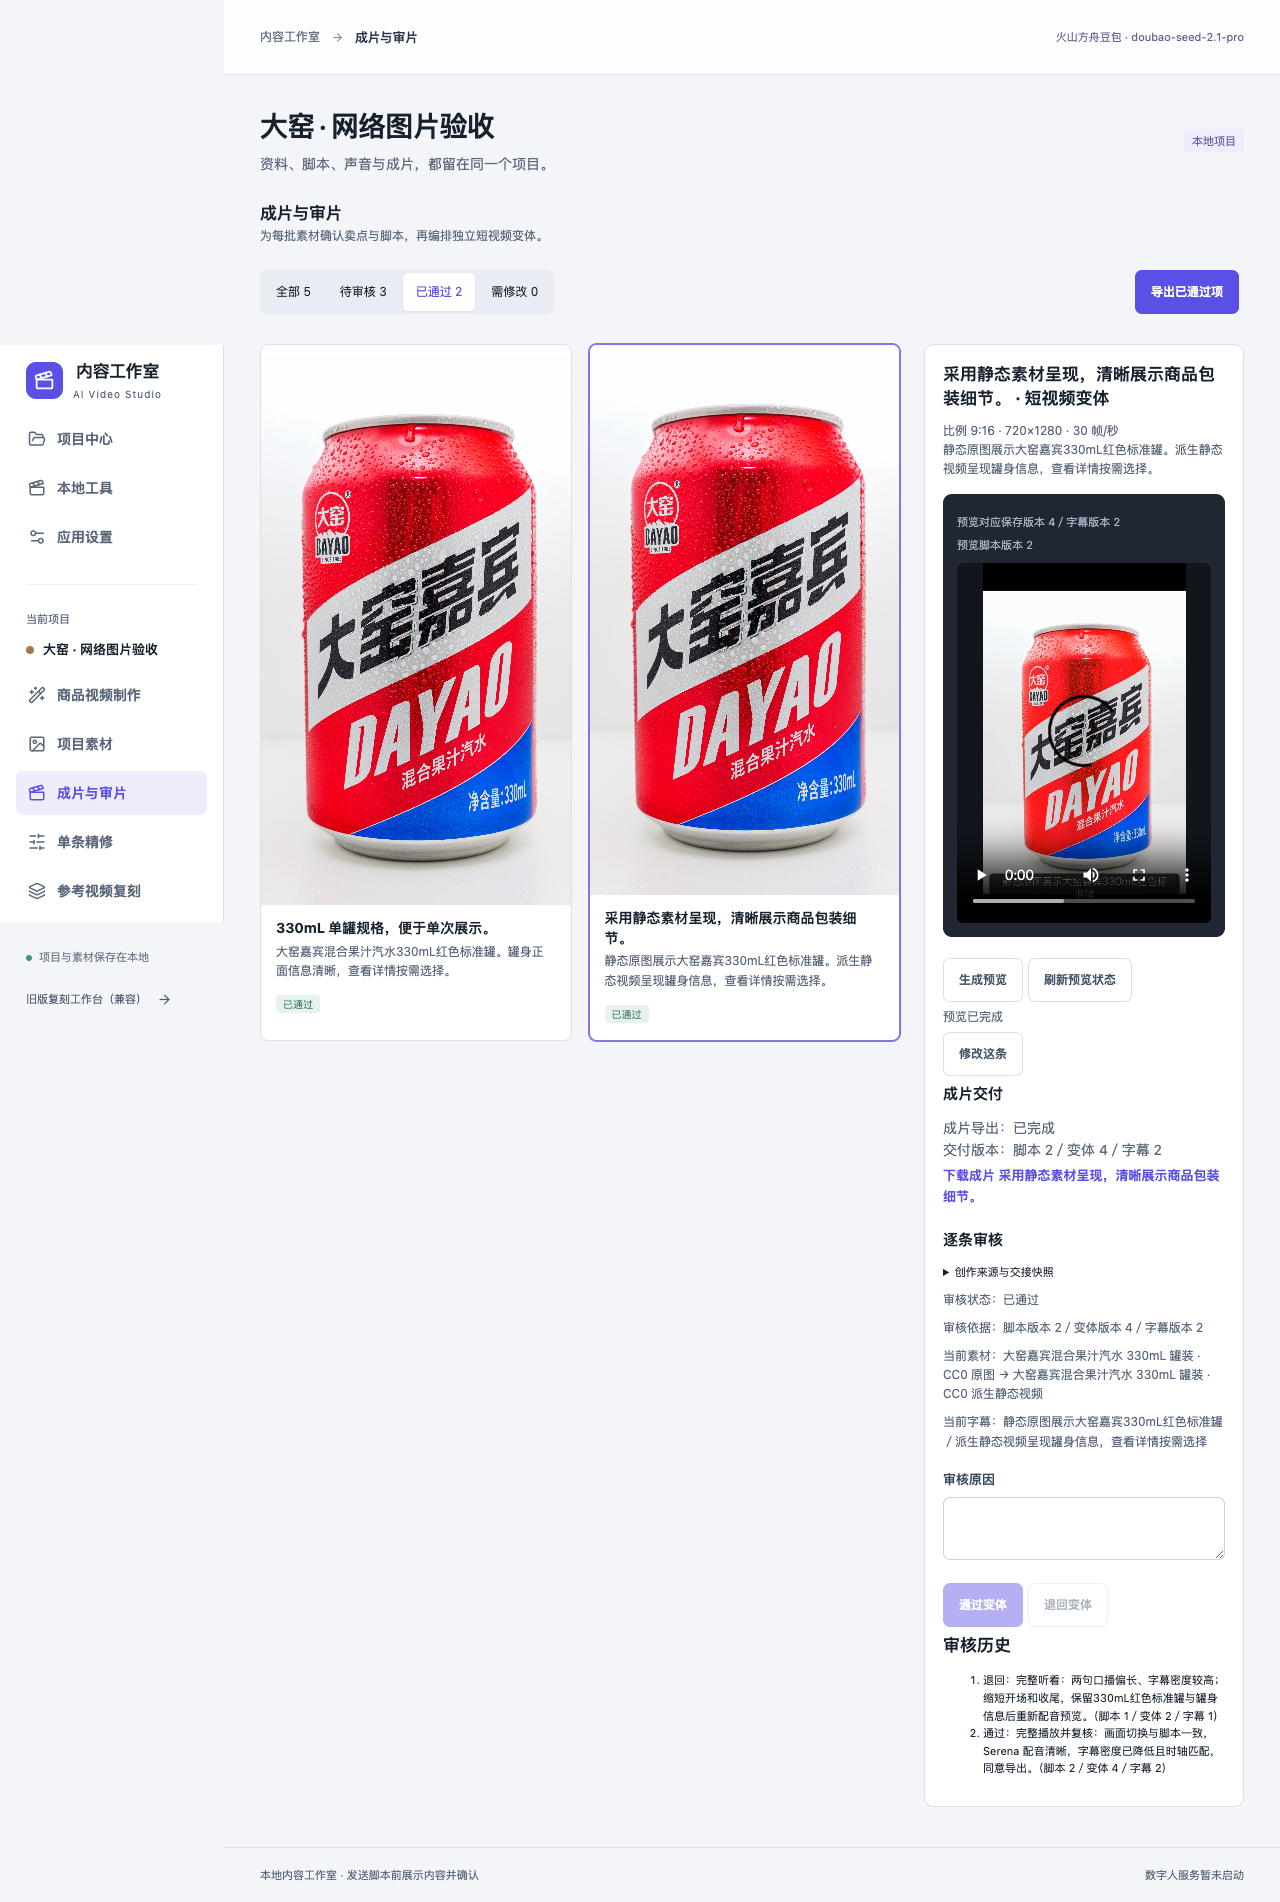 内容工作室 → 成片与审片
火山方舟豆包 · doubao-seed-2.1-pro
大窑 · 网络图片验收
资料、脚本、声音与成片，都留在同一个项目。
本地项目
成片与审片
为每批素材确认卖点与脚本，再编排独立短视频变体。
全部 5
待审核 3
已通过 2
需修改 0
导出已通过项
内容工作室
AI Video Studio
项目中心
本地工具
应用设置
当前项目
大窑 · 网络图片验收
商品视频制作
项目素材
成片与审片
单条精修
参考视频复刻
项目与素材保存在本地
旧版复刻工作台（兼容） →
大窑
DAYAO
SINCE 1983
大窑嘉宾
DAYAO
混合果汁汽水
净含量:330mL
330mL 单罐规格，便于单次展示。
大窑嘉宾混合果汁汽水330mL红色标准罐。罐身正
面信息清晰，查看详情按需选择。
已通过
大窑
DAYAO
SINCE 1983
大窑嘉宾
DAYAO
混合果汁汽水
净含量:330mL
采用静态素材呈现，清晰展示商品包装细
节。
静态原图展示大窑嘉宾330mL红色标准罐。派生静
态视频呈现罐身信息，查看详情按需选择。
已通过
采用静态素材呈现，清晰展示商品包
装细节。 · 短视频变体
比例 9:16 · 720×1280 · 30 帧/秒
静态原图展示大窑嘉宾330mL红色标准罐。派生静态
视频呈现罐身信息，查看详情按需选择。
预览对应保存版本 4 / 字幕版本 2
预览脚本版本 2
大窑
DAYAO
大窑嘉宾
DAYAO
混合果汁汽水
净含量:330mL
静态原图展示大窑嘉宾330mL红色标
准罐
0:00
生成预览
刷新预览状态
预览已完成
修改这条
成片交付
成片导出：已完成
交付版本：脚本 2 / 变体 4 / 字幕 2
下载成片 采用静态素材呈现，清晰展示商品包装
细节。
逐条审核
▶ 创作来源与交接快照
审核状态：已通过
审核依据：脚本版本 2 / 变体版本 4 / 字幕版本 2
当前素材：大窑嘉宾混合果汁汽水 330mL 罐装 ·
CC0 原图 → 大窑嘉宾混合果汁汽水 330mL 罐装 ·
CC0 派生静态视频
当前字幕：静态原图展示大窑嘉宾330mL红色标准罐
/ 派生静态视频呈现罐身信息，查看详情按需选择
审核原因
通过变体
退回变体
审核历史
1. 退回：完整听看：两句口播偏长、字幕密度较高；
缩短开场和收尾，保留330mL红色标准罐与罐身
信息后重新配音预览。(脚本 1 / 变体 2 / 字幕 1)
2. 通过：完整播放并复核：画面切换与脚本一致，
Serena 配音清晰，字幕密度已降低且时轴匹配，
同意导出。(脚本 2 / 变体 4 / 字幕 2)
本地内容工作室 · 发送脚本前展示内容并确认
数字人服务暂未启动